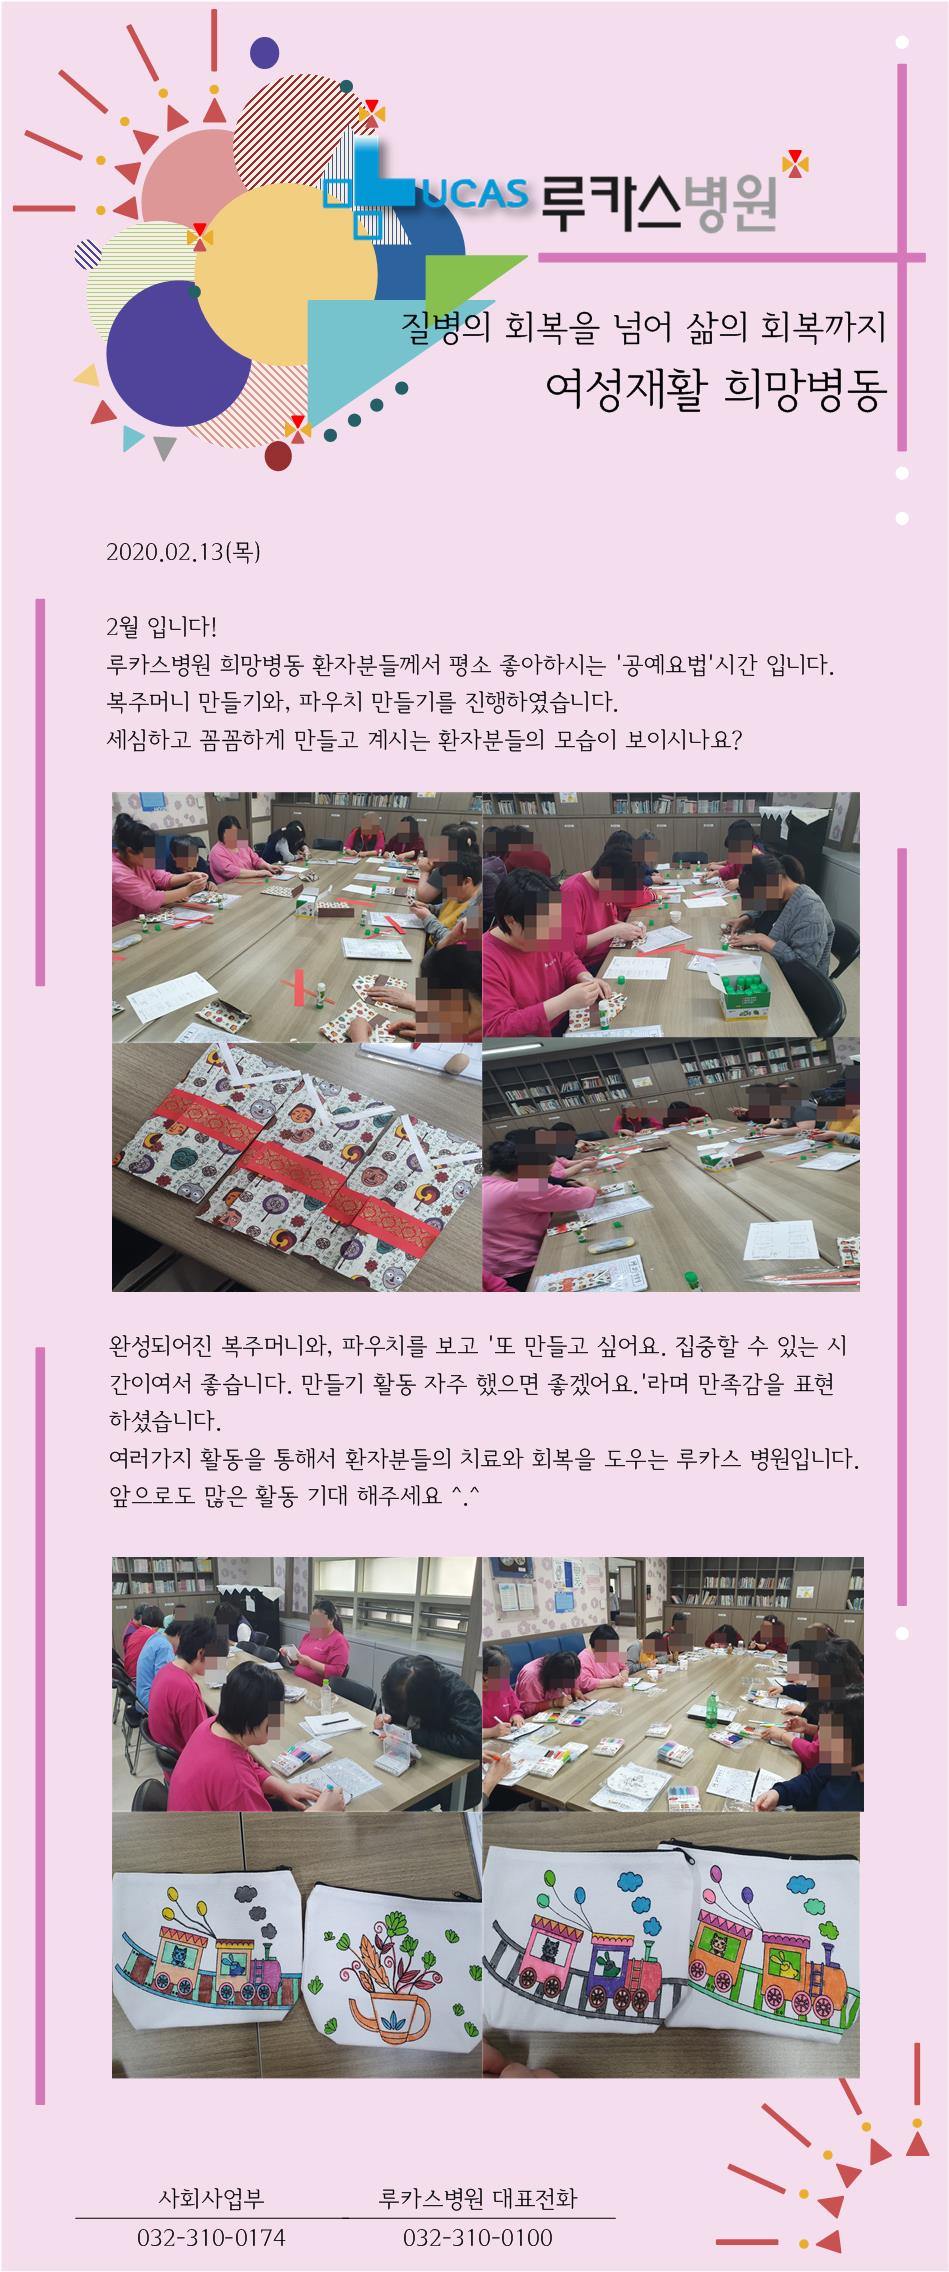 LUCAS 루카스병원
질병의 회복을 넘어 삶의 회복까지
여성재활 희망병동
2020.02.13(목)
2월 입니다!
루카스병원 희망병동 환자분들께서 평소 좋아하시는 '공예요법'시간 입니다.
복주머니 만들기와, 파우치 만들기를 진행하였습니다.
세심하고 꼼꼼하게 만들고 계시는 환자분들의 모습이 보이시나요?
완성되어진 복주머니와, 파우치를 보고 '또 만들고 싶어요. 집중할 수 있는 시
간이여서 좋습니다. 만들기 활동 자주 했으면 좋겠어요.'라며 만족감을 표현
하셨습니다.
여러가지 활동을 통해서 환자분들의 치료와 회복을 도우는 루카스 병원입니다.
앞으로도 많은 활동 기대 해주세요 ^.^
사회사업부 루카스병원 대표전화
032-310-0174 032-310-0100